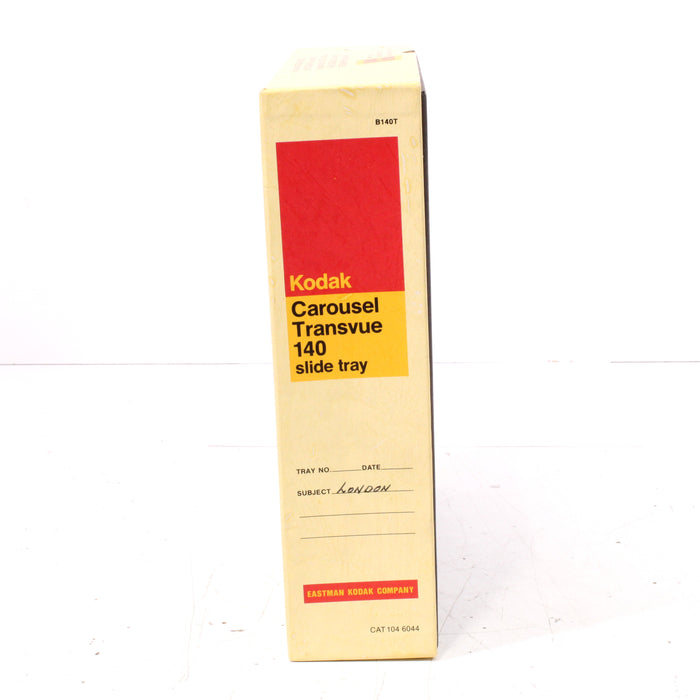 B140T
Kodak
Carousel
Transvue
140
slide tray
TRAY NO. DATE
SUBJECT LONDON
EASTMAN KODAK COMPANY
CAT 104 6044